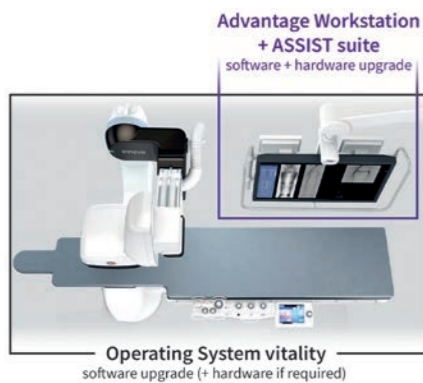 Advantage Workstation
+ ASSIST suite
software + hardware upgrade
Operating System vitality
software upgrade (+ hardware if required)